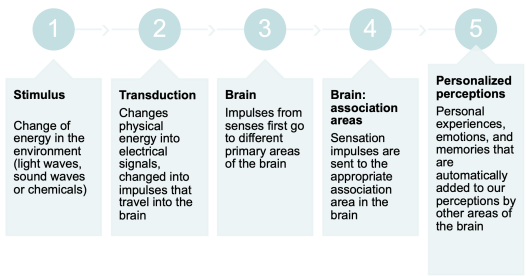 1
2
3
4
5
Stimulus
Change of
energy in the
environment
(light waves,
sound waves
or chemicals)
Transduction
Changes
physical
energy into
electrical
signals,
changed into
impulses that
travel into the
brain
Brain
Impulses from
senses first go
to different
primary areas
of the brain
Brain:
association
areas
Sensation
impulses are
sent to the
appropriate
association
area in the
brain
Personalized
perceptions
Personal
experiences,
emotions, and
memories that
are
automatically
added to our
perceptions by
other areas of
the brain